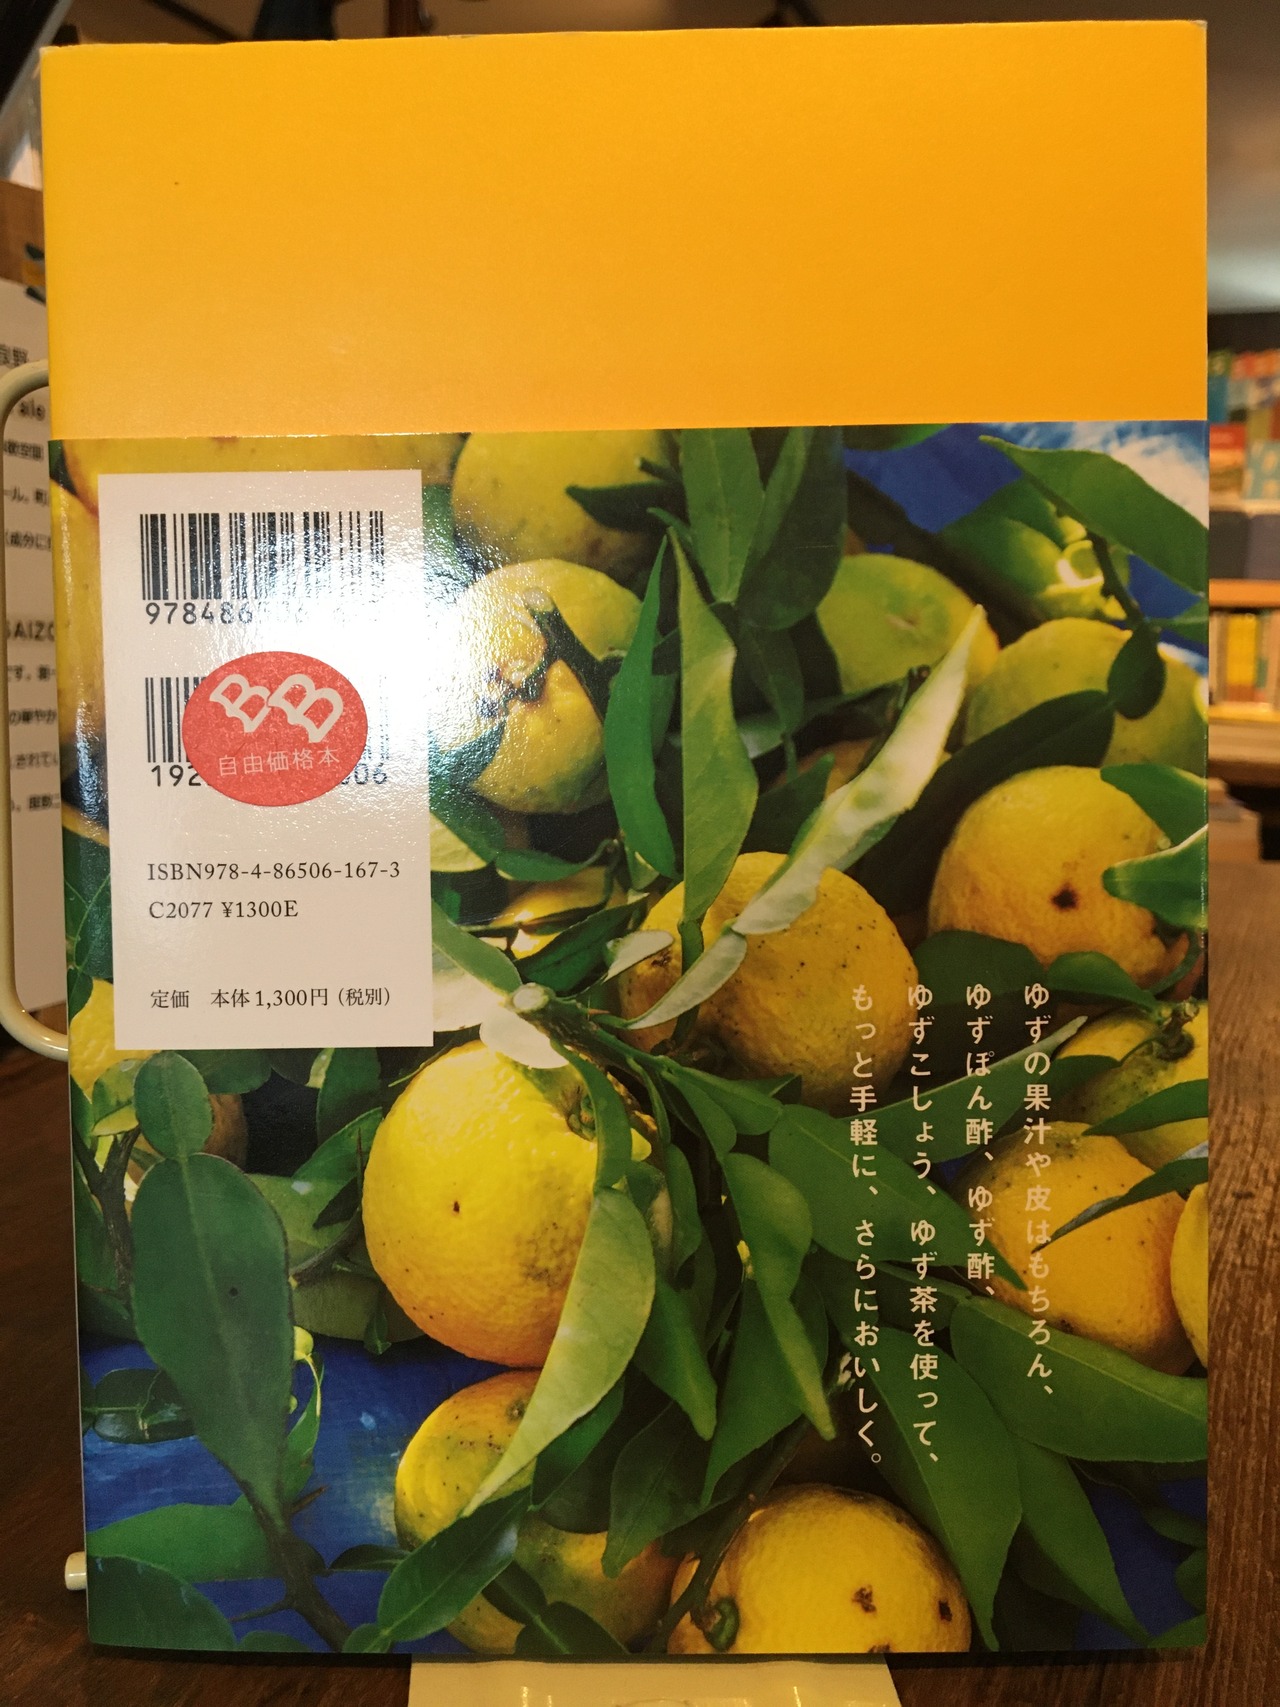 ISBN978-4-86506-167-3
C2077 ¥1300E
定価 本体1,300円（税別）
自由価格本
ゆずの果汁や皮はもちろん、
ゆずぽん酢、ゆず酢、
ゆずこしょう、ゆず茶を使って、
もっと手軽に、さらにおいしく。